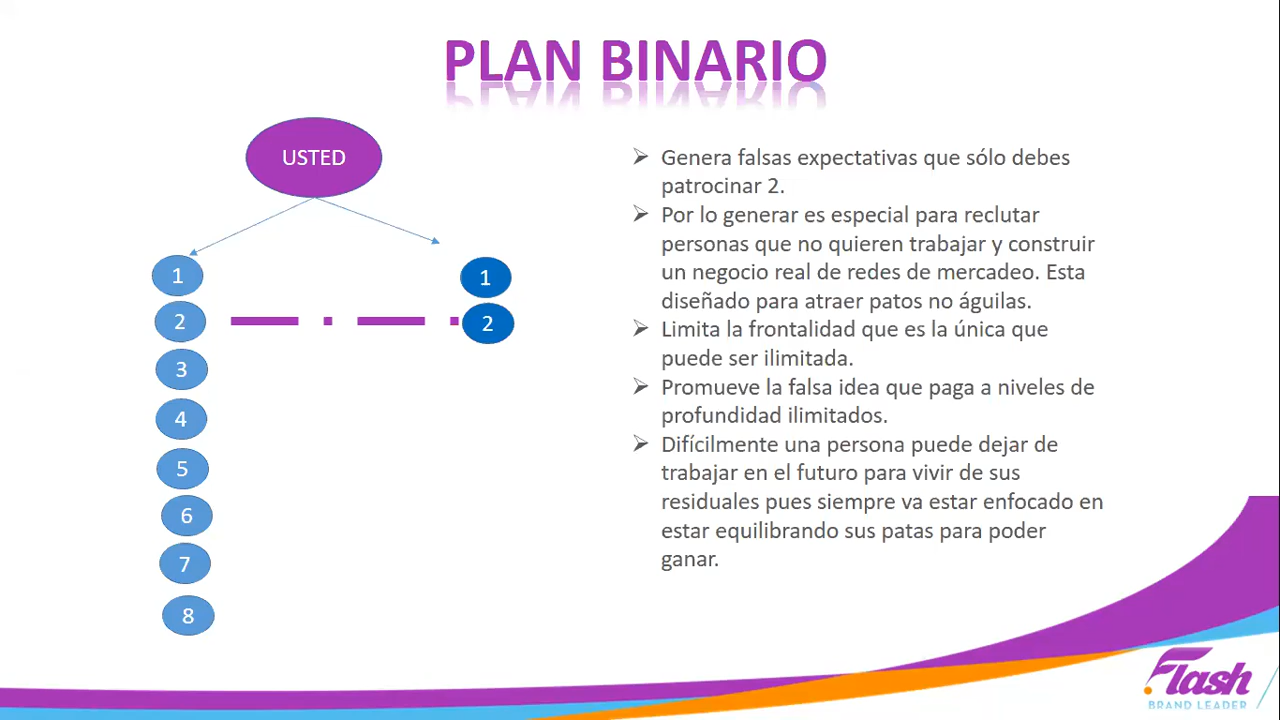 PLAN BINARIO
USTED
1
2
3
4
5
6
7
8
1
2
➢ Genera falsas expectativas que sólo debes
patrocinar 2.
➢ Por lo generar es especial para reclutar
personas que no quieren trabajar y construir
un negocio real de redes de mercadeo. Esta
diseñado para atraer patos no águilas.
➢ Limita la frontalidad que es la única que
puede ser ilimitada.
➢ Promueve la falsa idea que paga a niveles de
profundidad ilimitados.
➢ Difícilmente una persona puede dejar de
trabajar en el futuro para vivir de sus
residuales pues siempre va estar enfocado en
estar equilibrando sus patas para poder
ganar.
Flash
BRAND LEADER